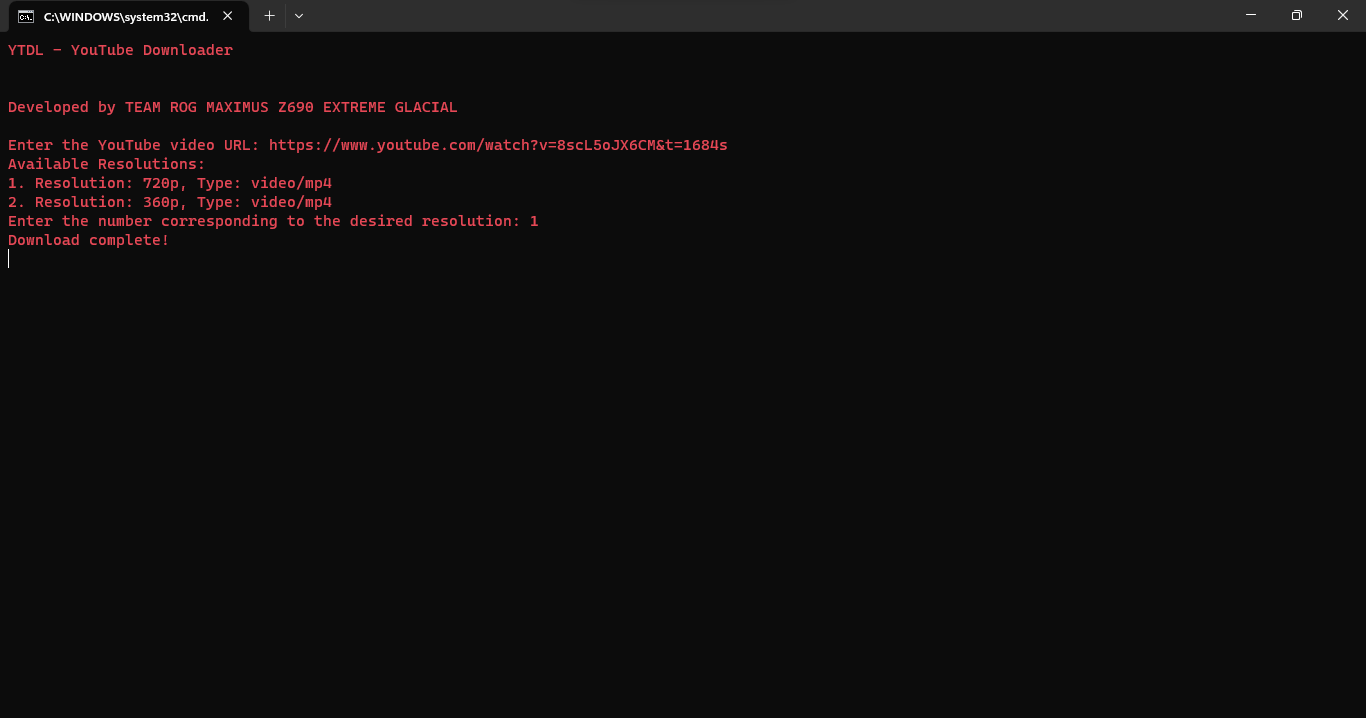 C:\WINDOWS\system32\cmd.
YTDL - YouTube Downloader
Developed by TEAM ROG MAXIMUS Z690 EXTREME GLACIAL
Enter the YouTube video URL: https://www.youtube.com/watch?v=8scL5oJX6CM&t=1684s
Available Resolutions:
1. Resolution: 720p, Type: video/mp4
2. Resolution: 360p, Type: video/mp4
Enter the number corresponding to the desired resolution: 1
Download complete!